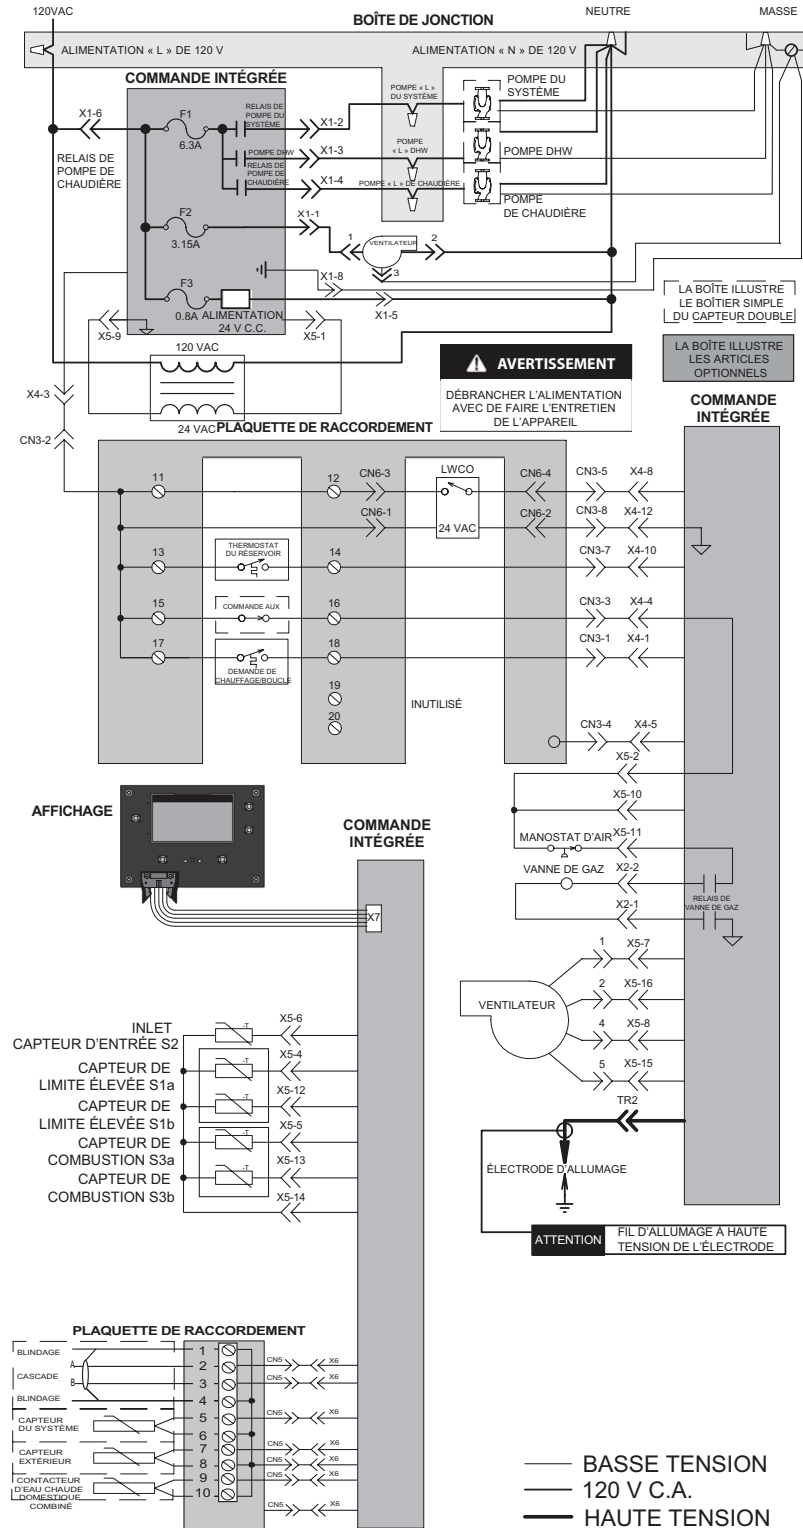 120VAC
BOÎTE DE JONCTION
NEUTRE
MASSE
ALIMENTATION « L » DE 120 V
ALIMENTATION « N » DE 120 V
COMMANDE INTÉGRÉE
POMPE « L »
DU SYSTÈME
POMPE DU
SYSTÈME
X1-6
F1
6.3A
RELAIS DE
POMPE DU
SYSTÈME
X1-2
RELAIS DE
POMPE DE
CHAUDIÈRE
POMPE DHW
X1-3
POMPE
« L » DHW
POMPE DHW
RELAIS DE
POMPE DE
CHAUDIÈRE
X1-4
POMPE « L » DE CHAUDIÈRE
POMPE
DE CHAUDIÈRE
F2
3.15A
X1-1
1
VENTILATEUR
2
3
X1-8
F3
0.8A
ALIMENTATION
24 V C.C.
X1-5
LA BOÎTE ILLUSTRE
LE BOÎTIER SIMPLE
DU CAPTEUR DOUBLE
X5-9
X5-1
120 VAC
24 VAC
LA BOÎTE ILLUSTRE
LES ARTICLES
OPTIONNELS
AVERTISSEMENT
DÉBRANCHER L'ALIMENTATION
AVEC DE FAIRE L'ENTRETIEN
DE L'APPAREIL
X4-3
CN3-2
PLAQUETTE DE RACCORDEMENT
COMMANDE
INTÉGRÉE
11
12
CN6-3
LWCO
CN6-4
CN3-5
X4-8
CN6-1
24 VAC
CN6-2
CN3-8
X4-12
13
THERMOSTAT
DU RÉSERVOIR
14
CN3-7
X4-10
15
COMMANDE AUX
16
CN3-3
X4-4
17
DEMANDE DE
CHAUFFAGE/BOUCLE
18
CN3-1
X4-1
19
20
INUTILISÉ
CN3-4
X4-5
X5-2
X5-10
MANOSTAT D'AIR
X5-11
VANNE DE GAZ
X2-2
RELAIS DE
VANNE DE GAZ
X2-1
AFFICHAGE
COMMANDE
INTÉGRÉE
X7
VENTILATEUR
1
X5-7
2
X5-16
4
X5-8
5
X5-15
INLET
CAPTEUR D'ENTRÉE S2
-T
X5-6
CAPTEUR DE
LIMITE ÉLEVÉE S1a
-T
X5-4
CAPTEUR DE
LIMITE ÉLEVÉE S1b
-T
X5-12
CAPTEUR DE
COMBUSTION S3a
-T
X5-5
CAPTEUR DE
COMBUSTION S3b
-T
X5-13
X5-14
TR2
ÉLECTRODE D'ALLUMAGE
ATTENTION
FIL D'ALLUMAGE À HAUTE
TENSION DE L'ÉLECTRODE
PLAQUETTE DE RACCORDEMENT
BLINDAGE
1
CASCADE
A
2
CN5
X6
B
3
CN5
X6
BLINDAGE
4
CAPTEUR
DU SYSTÈME
5
CN5
X6
6
CAPTEUR
EXTÉRIEUR
7
CN5
X6
8
CN5
X6
CONTACTEUR
D'EAU CHAUDE
DOMESTIQUE
COMBINÉ
9
CN5
X6
10
CN5
X6
BASSE TENSION
120 V C.A.
HAUTE TENSION